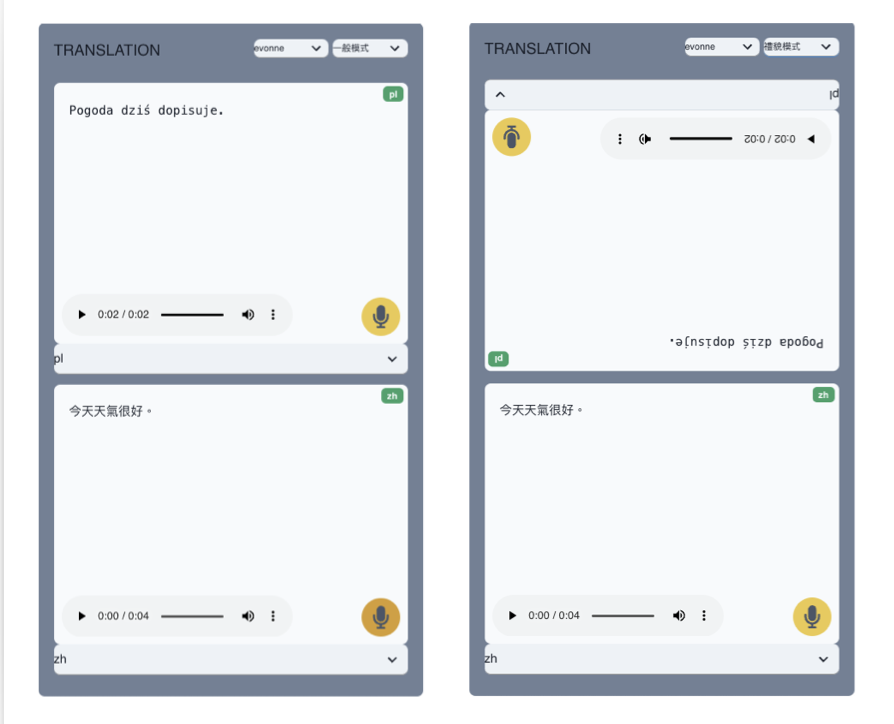 TRANSLATION
evonne
一般模式
pl
Pogoda dziś dopisuje.
0:02 / 0:02
pl
zh
今天天氣很好。
0:00 / 0:04
zh
TRANSLATION
evonne
禮貌模式
pl
0:02 / 0:02
Pogoda dziś dopisuje.
pl
zh
今天天氣很好。
0:00 / 0:04
zh